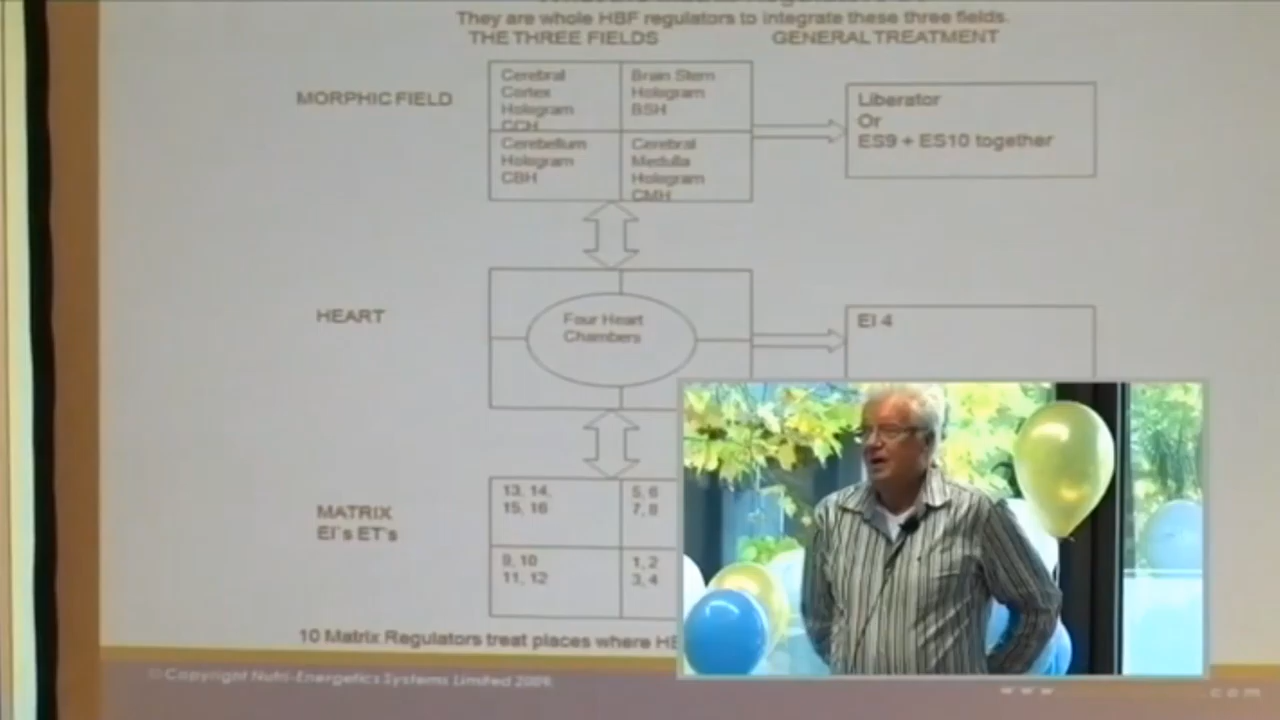 They are whole HBF regulators to integrate these three fields.
THE THREE FIELDS
GENERAL TREATMENT
MORPHIC FIELD
Cerebral
Cortex
Hologram
CCH
Brain Stem
Hologram
BSH
Cerebellum
Hologram
CBH
Cerebral
Medulla
Hologram
CMH
Liberator
Or
ES9 + ES10 together
HEART
Four Heart
Chambers
EI 4
MATRIX
EI's ET's
13, 14,
15, 16
5, 6
7, 8
9, 10
11, 12
1, 2
3, 4
10 Matrix Regulators treat places where
© Copyright Nutri-Energetics Systems Limited 2009.
www
.com